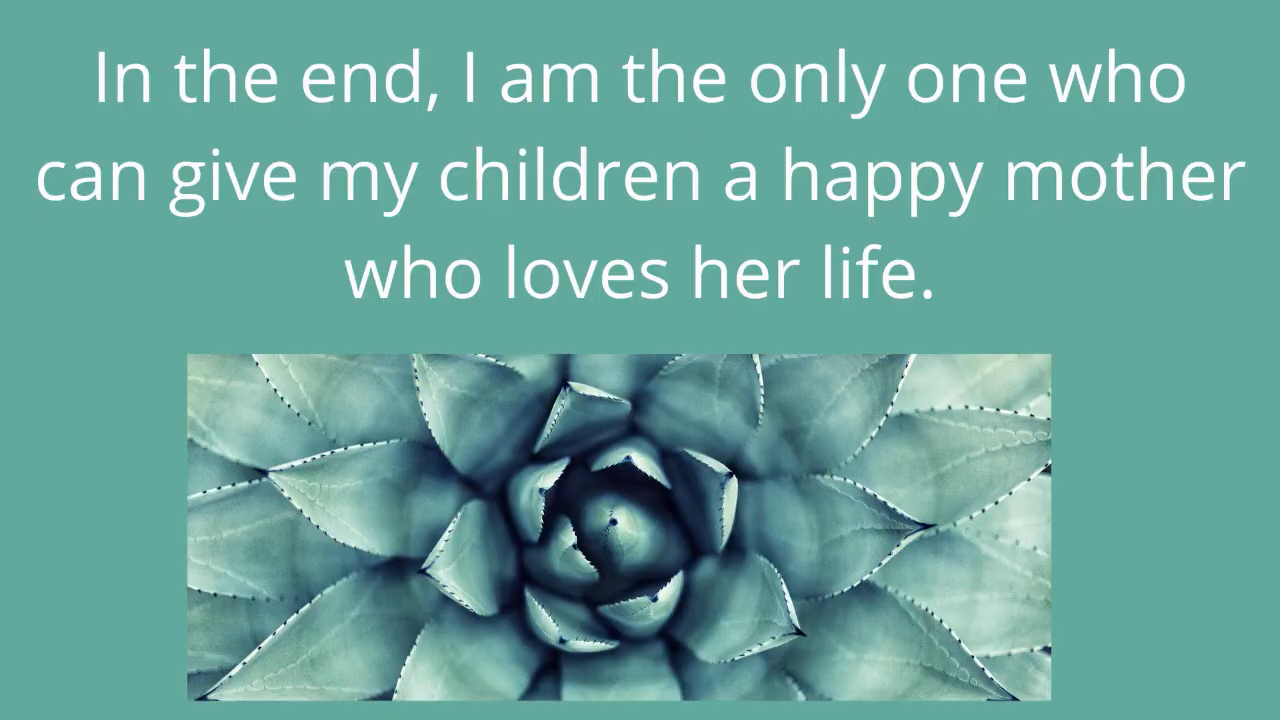 In the end, I am the only one who
can give my children a happy mother
who loves her life.